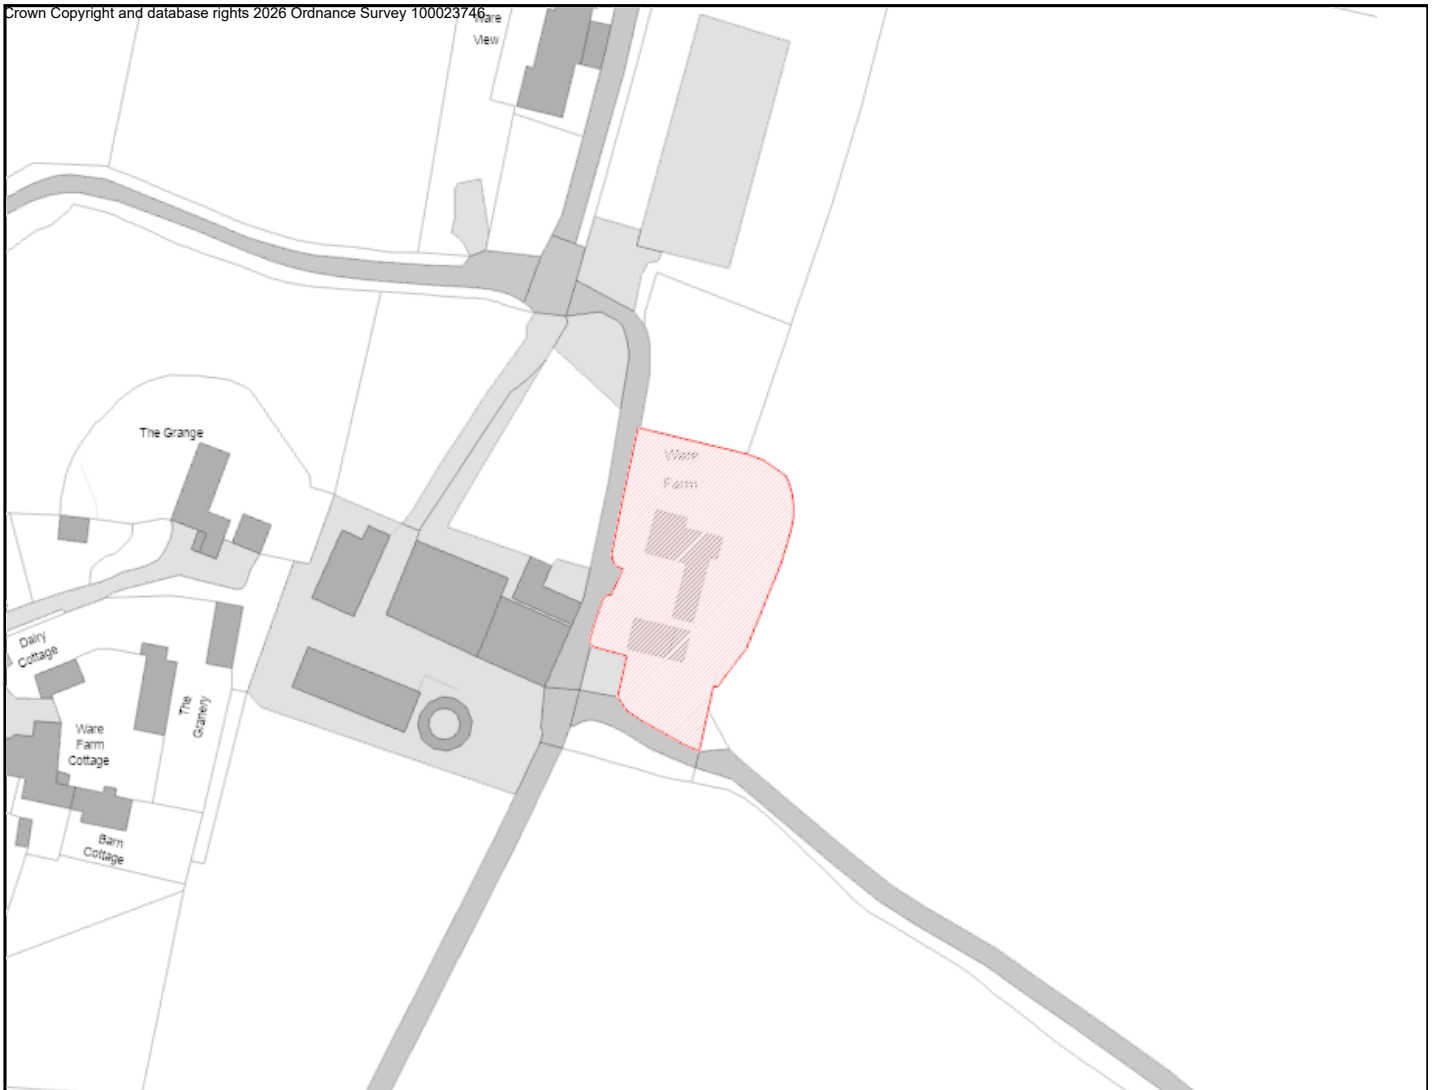 Crown Copyright and database rights 2026 Ordnance Survey 100023746
Ware
View
The Grange
Ware
Farm
Dairy
Cottage
The
Granery
Ware
Farm
Cottage
Barn
Cottage